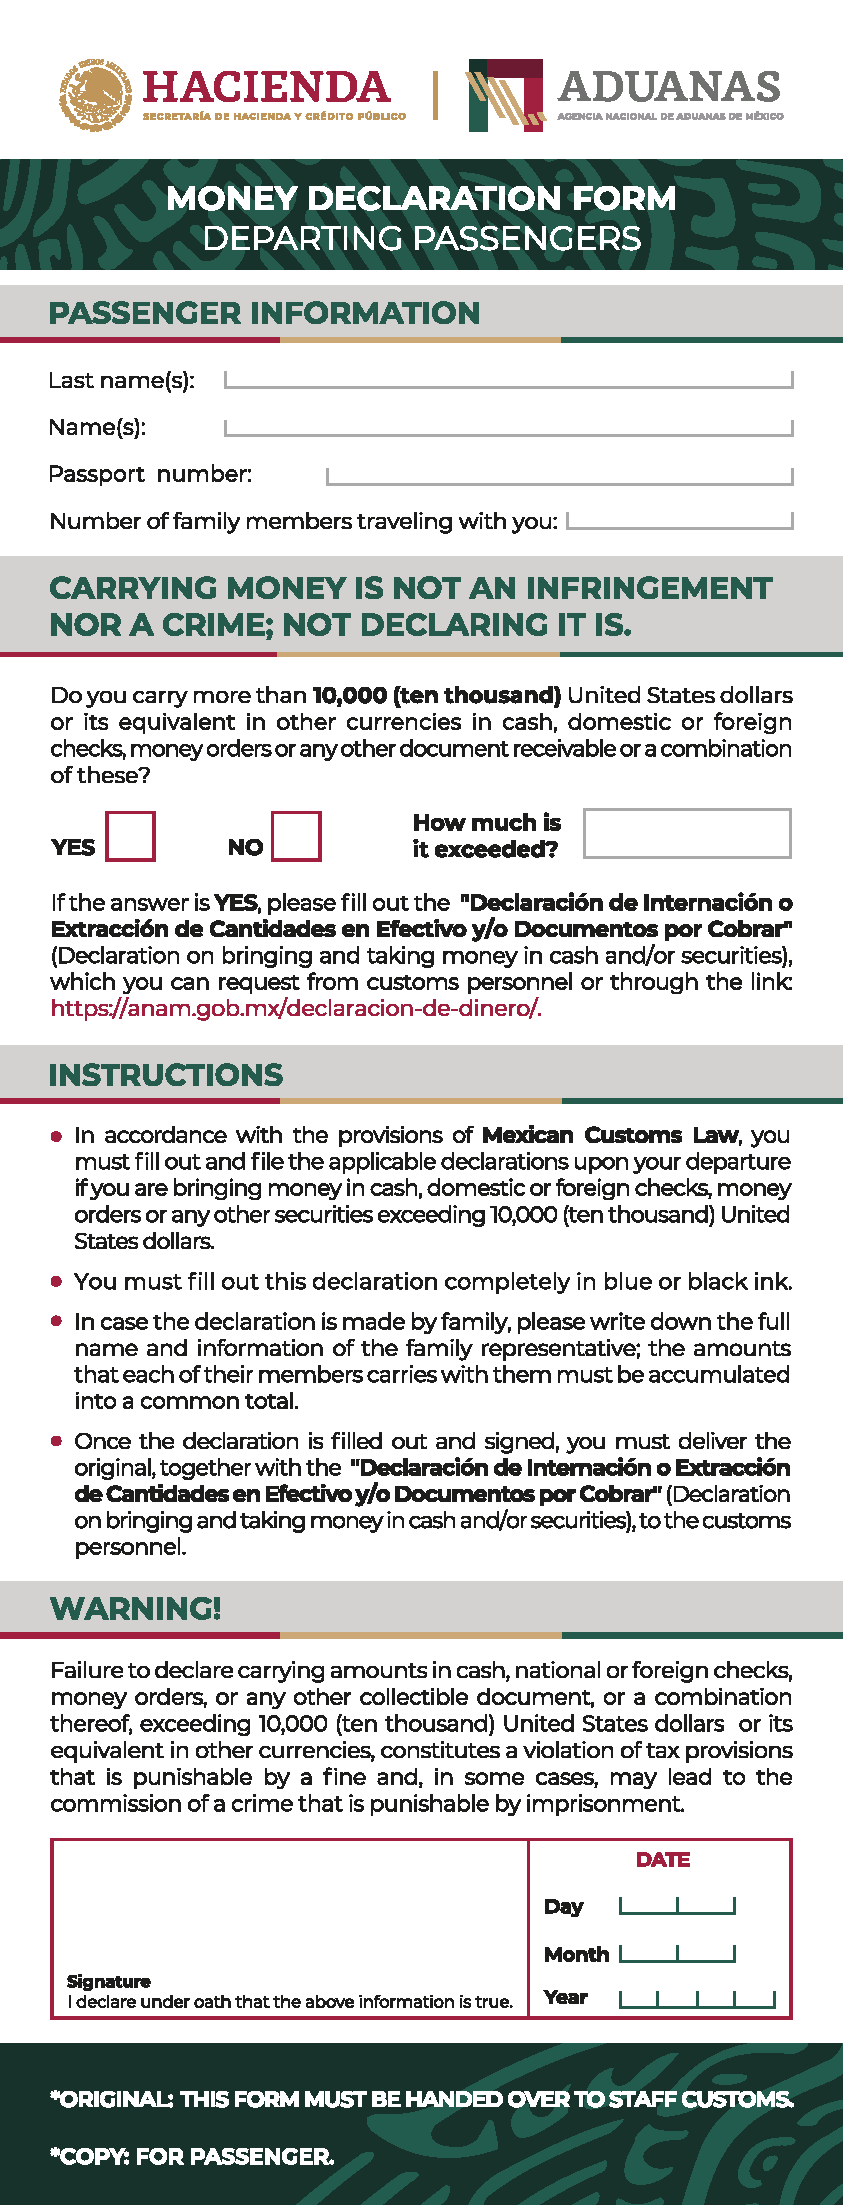 ESTADOS UNIDOS MEXICANOS
HACIENDA
SECRETARÍA DE HACIENDA Y CRÉDITO PÚBLICO
ADUANAS
AGENCIA NACIONAL DE ADUANAS DE MÉXICO
MONEY DECLARATION FORM
DEPARTING PASSENGERS
PASSENGER INFORMATION
Last name(s):
Name(s):
Passport number:
Number of family members traveling with you:
CARRYING MONEY IS NOT AN INFRINGEMENT
NOR A CRIME; NOT DECLARING IT IS.
Do you carry more than 10,000 (ten thousand) United States dollars
or its equivalent in other currencies in cash, domestic or foreign
checks, money orders or any other document receivable or a combination
of these?
YES
NO
How much is
it exceeded?
If the answer is YES, please fill out the "Declaración de Internación o
Extracción de Cantidades en Efectivo y/o Documentos por Cobrar"
(Declaration on bringing and taking money in cash and/or securities),
which you can request from customs personnel or through the link:
https://anam.gob.mx/declaracion-de-dinero/.
INSTRUCTIONS
• In accordance with the provisions of Mexican Customs Law, you
must fill out and file the applicable declarations upon your departure
if you are bringing money in cash, domestic or foreign checks, money
orders or any other securities exceeding 10,000 (ten thousand) United
States dollars.
• You must fill out this declaration completely in blue or black ink.
• In case the declaration is made by family, please write down the full
name and information of the family representative; the amounts
that each of their members carries with them must be accumulated
into a common total.
• Once the declaration is filled out and signed, you must deliver the
original, together with the "Declaración de Internación o Extracción
de Cantidades en Efectivo y/o Documentos por Cobrar" (Declaration
on bringing and taking money in cash and/or securities), to the customs
personnel.
WARNING!
Failure to declare carrying amounts in cash, national or foreign checks,
money orders, or any other collectible document, or a combination
thereof, exceeding 10,000 (ten thousand) United States dollars or its
equivalent in other currencies, constitutes a violation of tax provisions
that is punishable by a fine and, in some cases, may lead to the
commission of a crime that is punishable by imprisonment.
Signature
I declare under oath that the above information is true.
DATE
Day
Month
Year
*ORIGINAL: THIS FORM MUST BE HANDED OVER TO STAFF CUSTOMS.
*COPY: FOR PASSENGER.